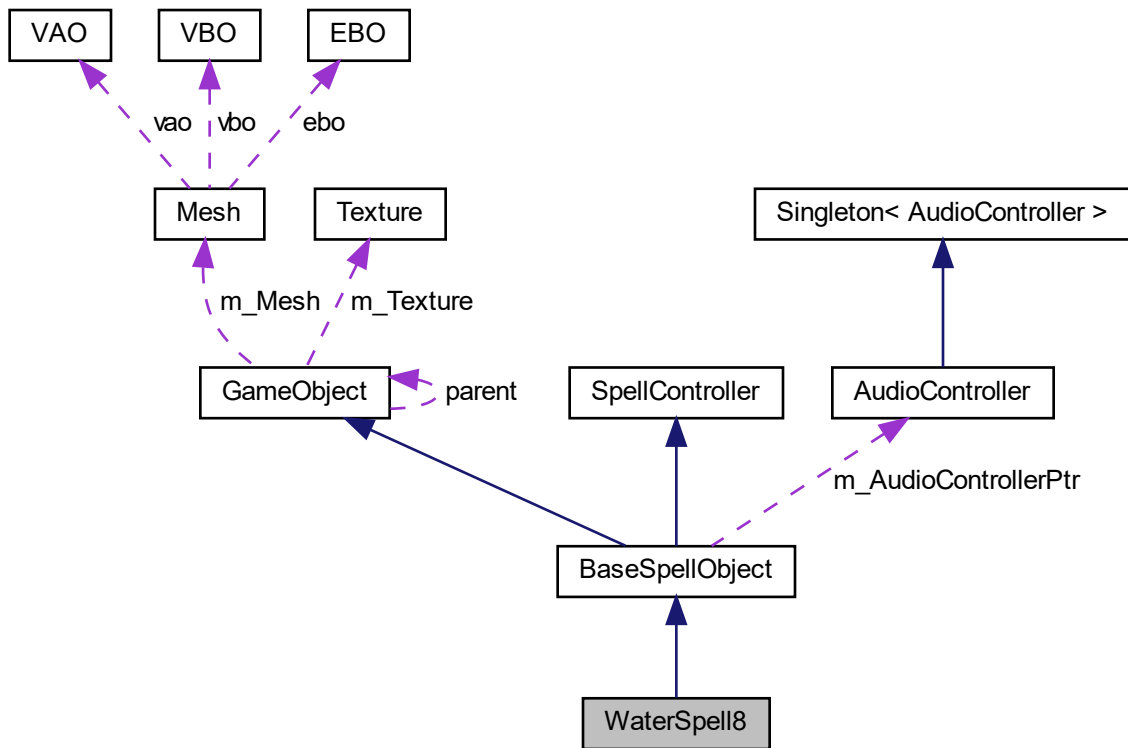 VAO
VBO
EBO
vao
vbo
ebo
Mesh
Texture
Singleton< AudioController >
m_Mesh
m_Texture
GameObject
parent
SpellController
AudioController
m_AudioControllerPtr
BaseSpellObject
WaterSpell8